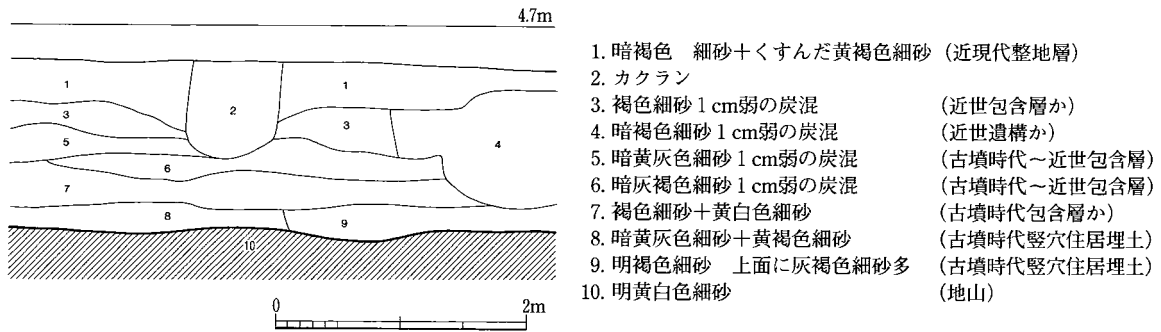 4.7m
1
1
2
3
3
4
5
6
7
8
9
10
0
2m
1. 暗褐色　細砂＋くすんだ黄褐色細砂（近現代整地層）
2. カクラン
3. 褐色細砂1cm弱の炭混　（近世包含層か）
4. 暗褐色細砂1cm弱の炭混　（近世遺構か）
5. 暗黄灰色細砂1cm弱の炭混　（古墳時代～近世包含層）
6. 暗灰褐色細砂1cm弱の炭混　（古墳時代～近世包含層）
7. 褐色細砂＋黄白色細砂　（古墳時代包含層か）
8. 暗黄灰色細砂＋黄褐色細砂　（古墳時代竪穴住居埋土）
9. 明褐色細砂　上面に灰褐色細砂多　（古墳時代竪穴住居埋土）
10. 明黄白色細砂　（地山）